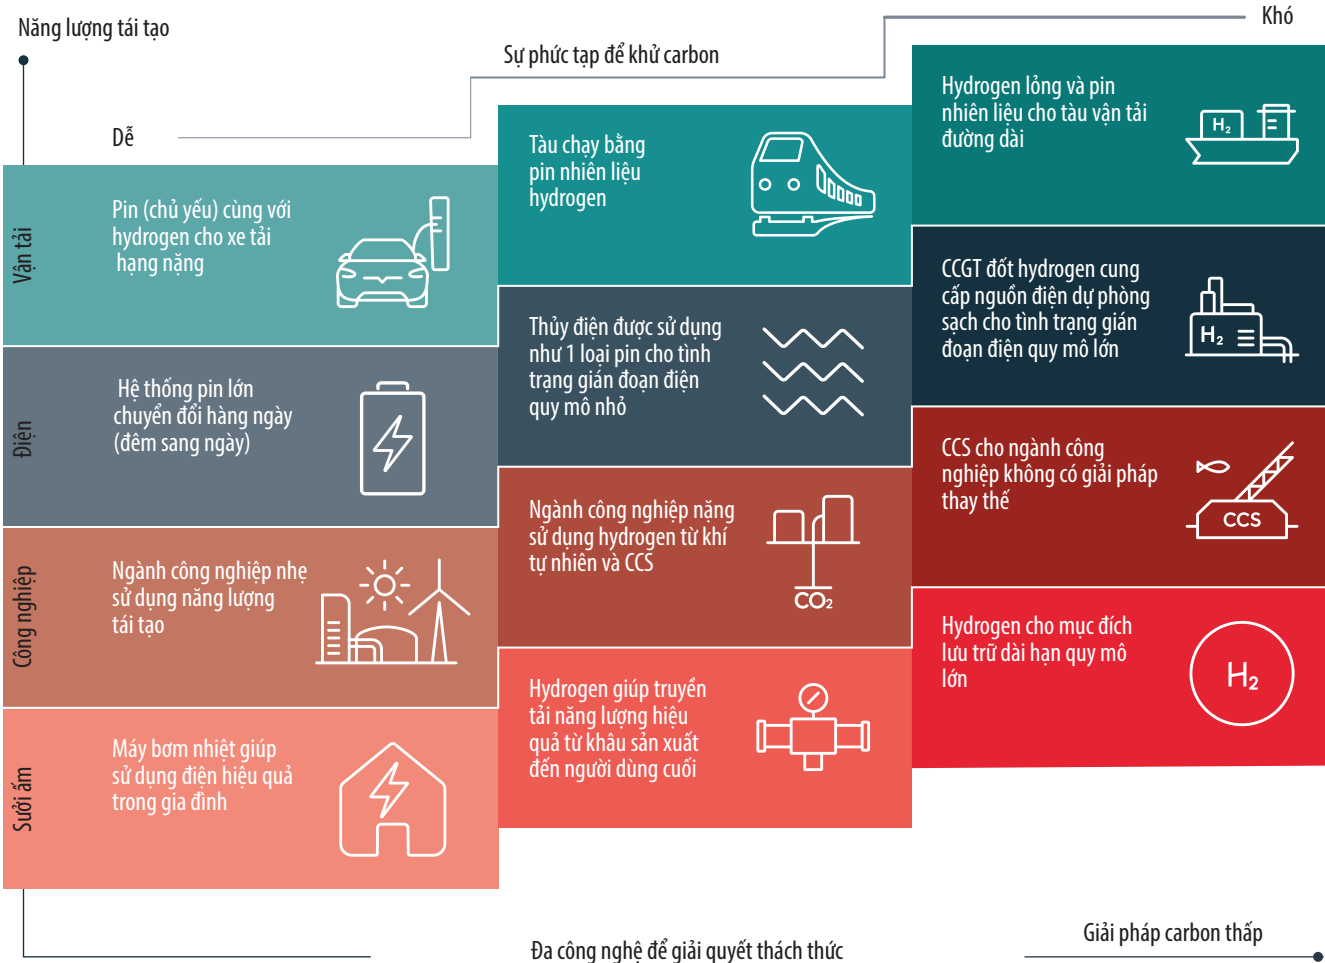 Năng lượng tái tạo
Khó
Sự phức tạp để khử carbon
Dễ
Vận tải
Pin (chủ yếu) cùng với
hydrogen cho xe tải
hạng nặng
Tàu chạy bằng
pin nhiên liệu
hydrogen
Hydrogen lỏng và pin
nhiên liệu cho tàu vận tải
đường dài
H₂
Điện
Hệ thống pin lớn
chuyển đổi hàng ngày
(đêm sang ngày)
Thủy điện được sử dụng
như 1 loại pin cho tình
trạng gián đoạn điện
quy mô nhỏ
CCGT đốt hydrogen cung
cấp nguồn điện dự phòng
sạch cho tình trạng gián
đoạn điện quy mô lớn
H₂
Công nghiệp
Ngành công nghiệp nhẹ
sử dụng năng lượng
tái tạo
Ngành công nghiệp nặng
sử dụng hydrogen từ khí
tự nhiên và CCS
CO₂
CCS cho ngành công
nghiệp không có giải pháp
thay thế
CCS
Sưởi ấm
Máy bơm nhiệt giúp
sử dụng điện hiệu quả
trong gia đình
Hydrogen giúp truyền
tải năng lượng hiệu
quả từ khâu sản xuất
đến người dùng cuối
Hydrogen cho mục đích
lưu trữ dài hạn quy mô
lớn
H₂
Giải pháp carbon thấp
Đa công nghệ để giải quyết thách thức